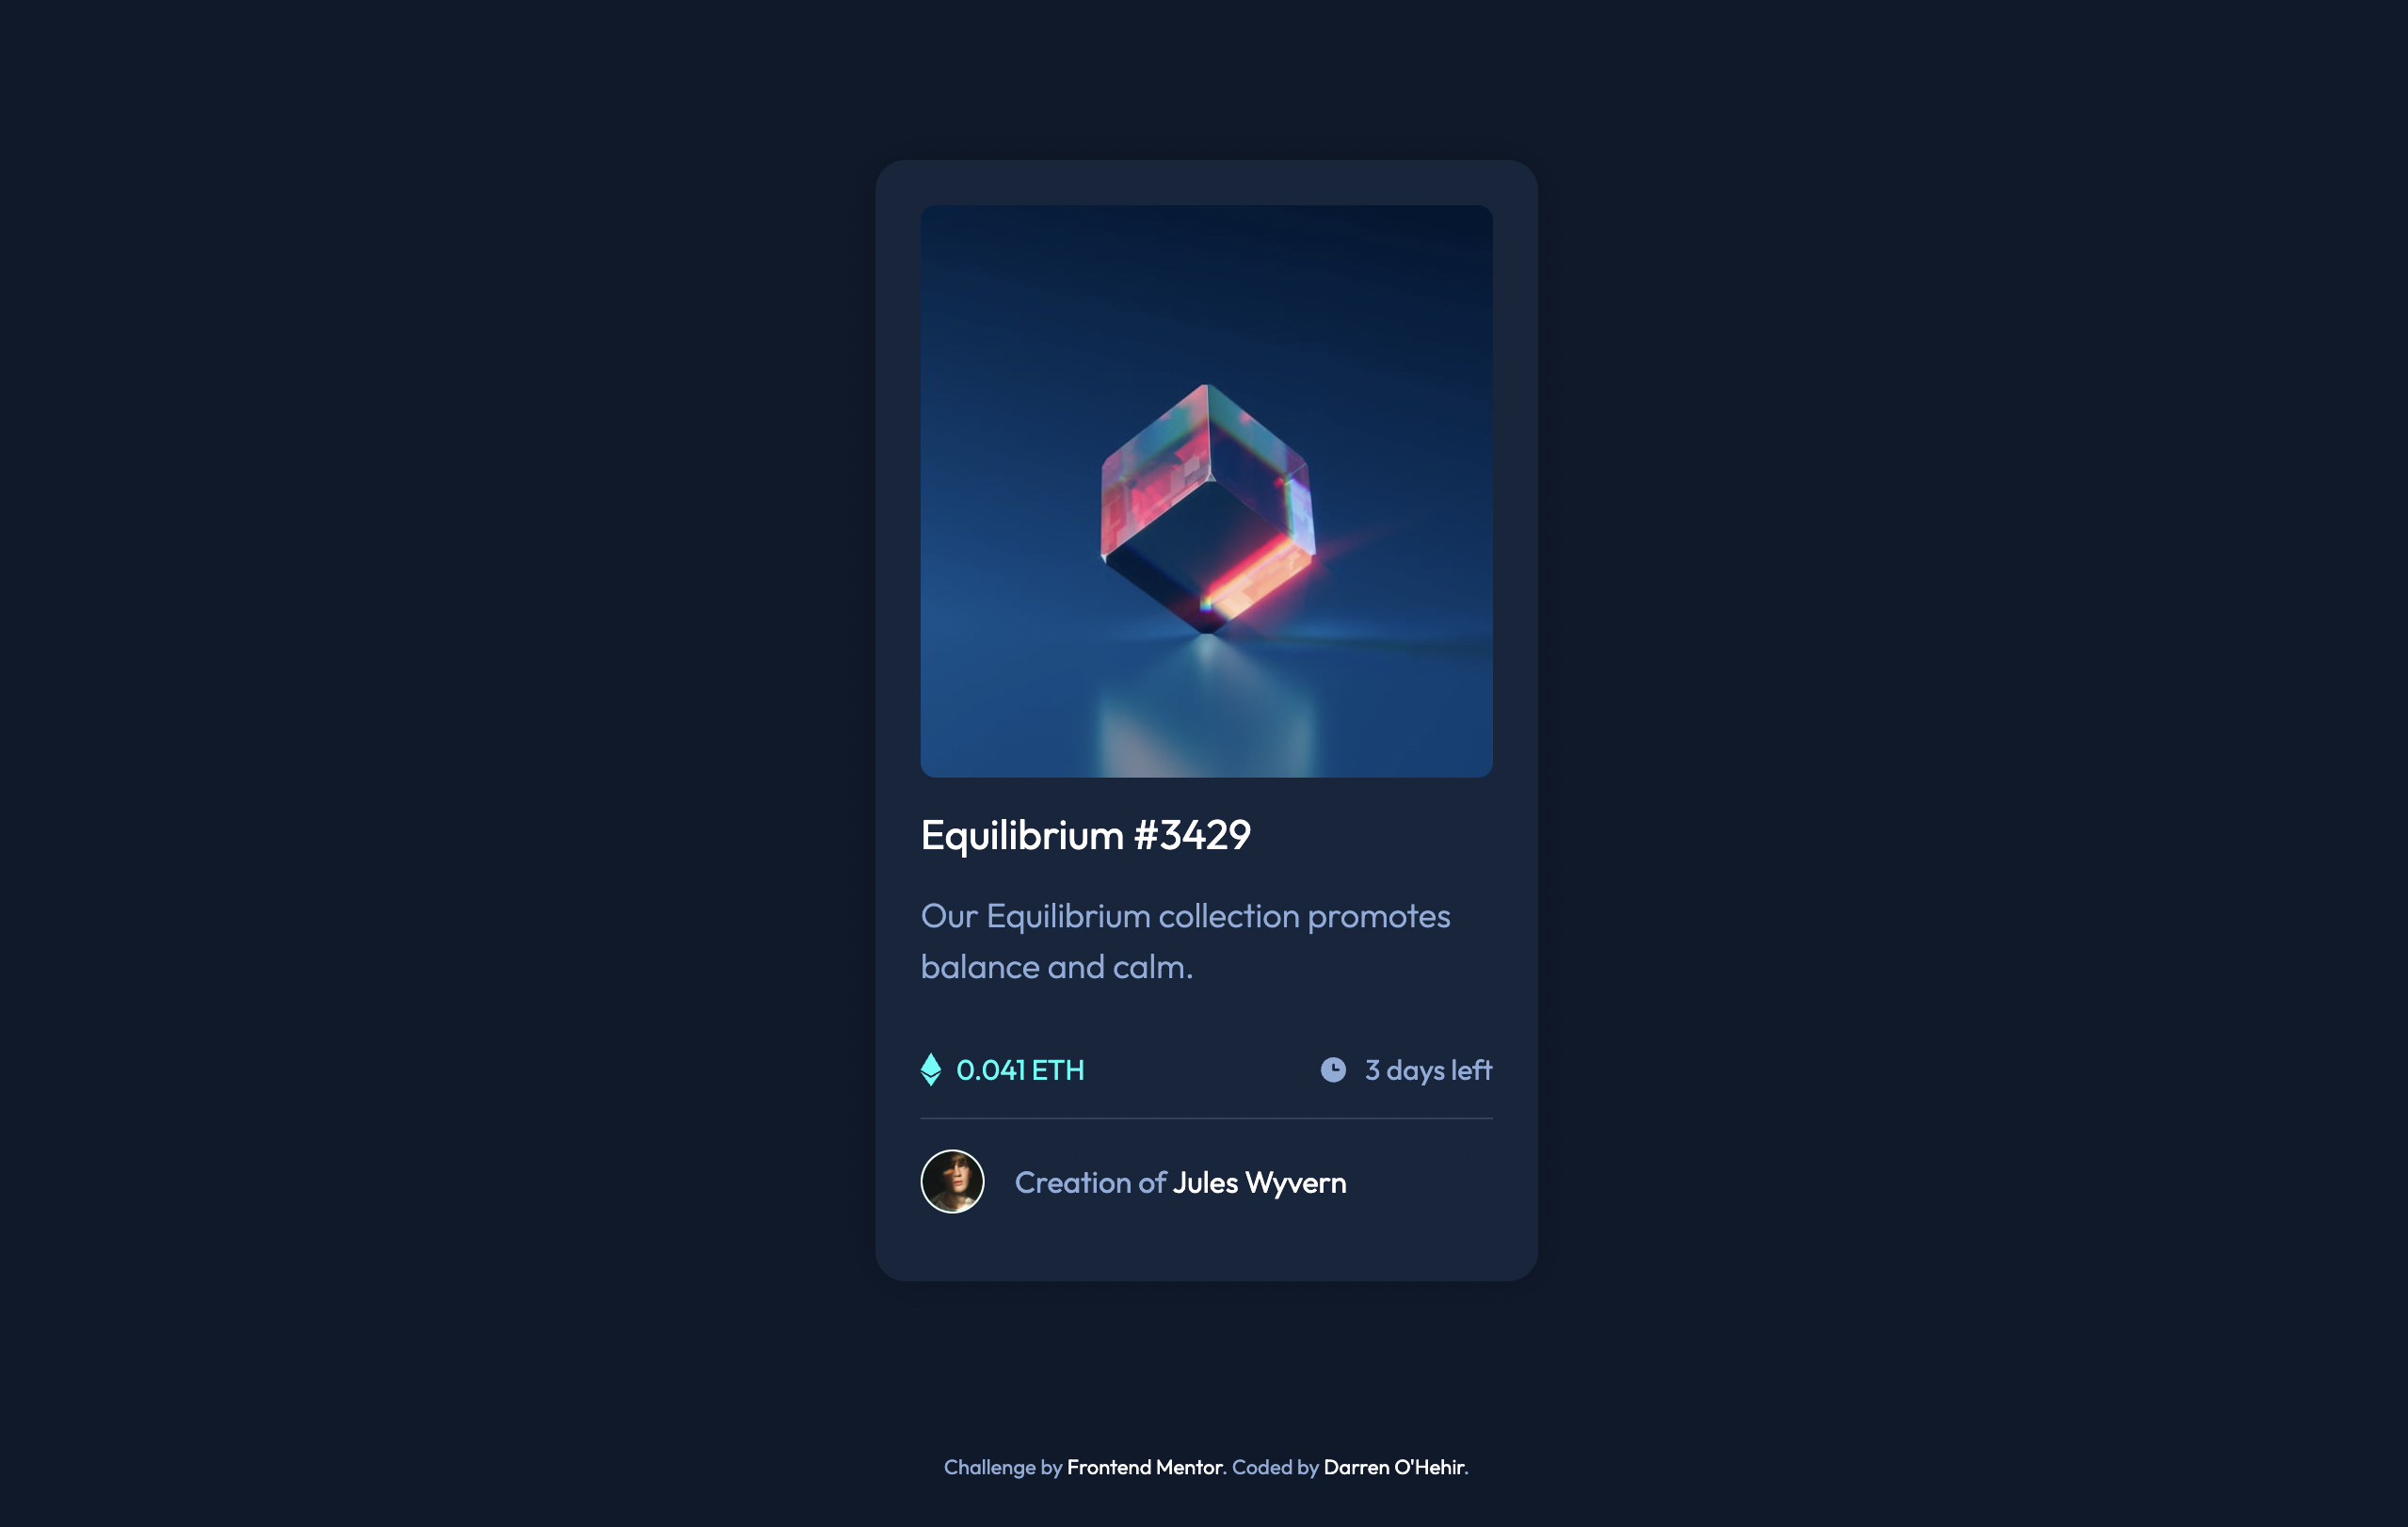 Equilibrium #3429
Our Equilibrium collection promotes
balance and calm.
0.041 ETH
3 days left
Creation of Jules Wyvern
Challenge by Frontend Mentor. Coded by Darren O'Hehir.